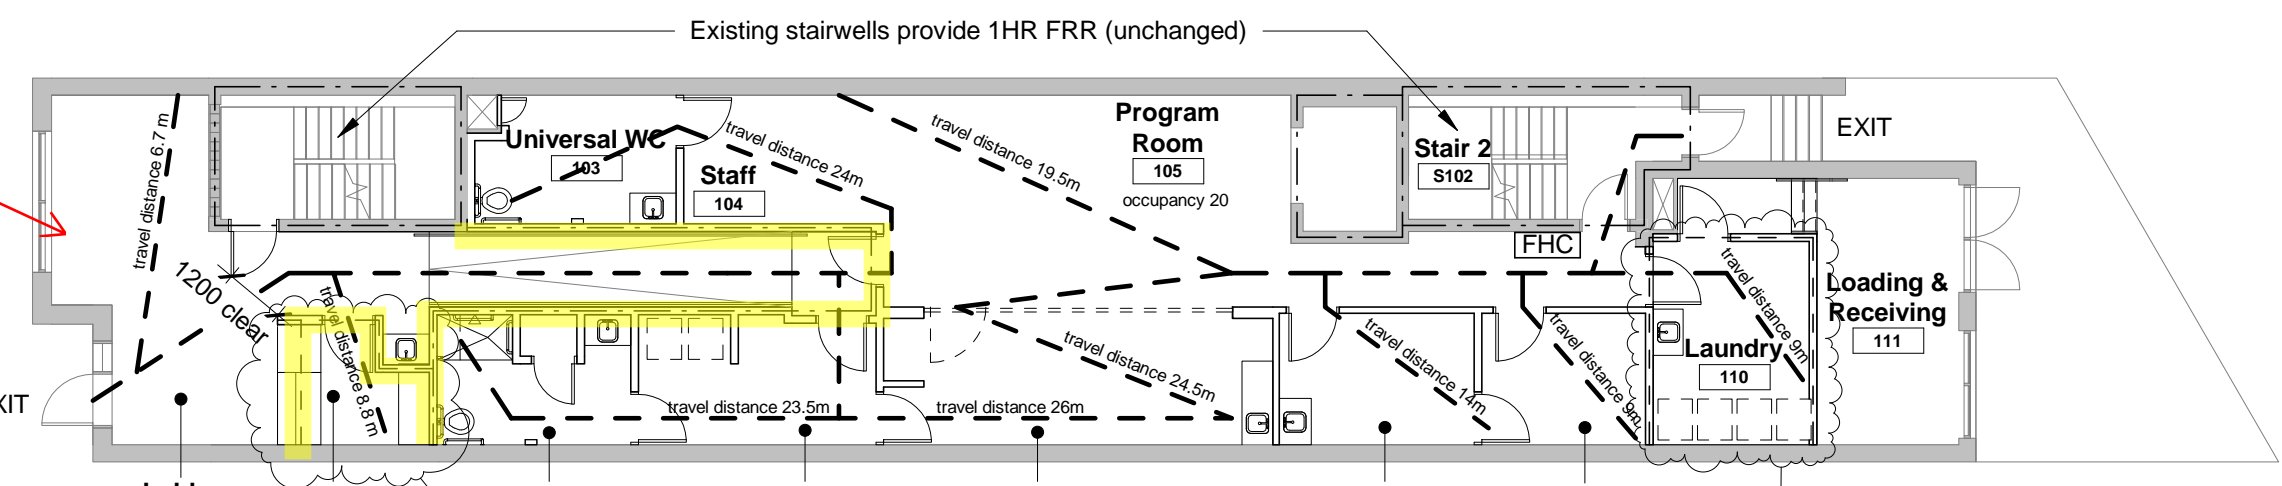 Existing stairwells provide 1HR FRR (unchanged)
travel distance 6.7 m
Universal WC
103
Staff
104
travel distance 24m
travel distance 19.5m
Program
Room
105
occupancy 20
Stair 2
S102
EXIT
FHC
1200 clear
travel distance 8.8 m
travel distance 23.5m
travel distance 26m
travel distance 24.5m
travel distance 14m
travel distance 9m
travel distance 9m
Laundry
110
Loading &
Receiving
111
XIT